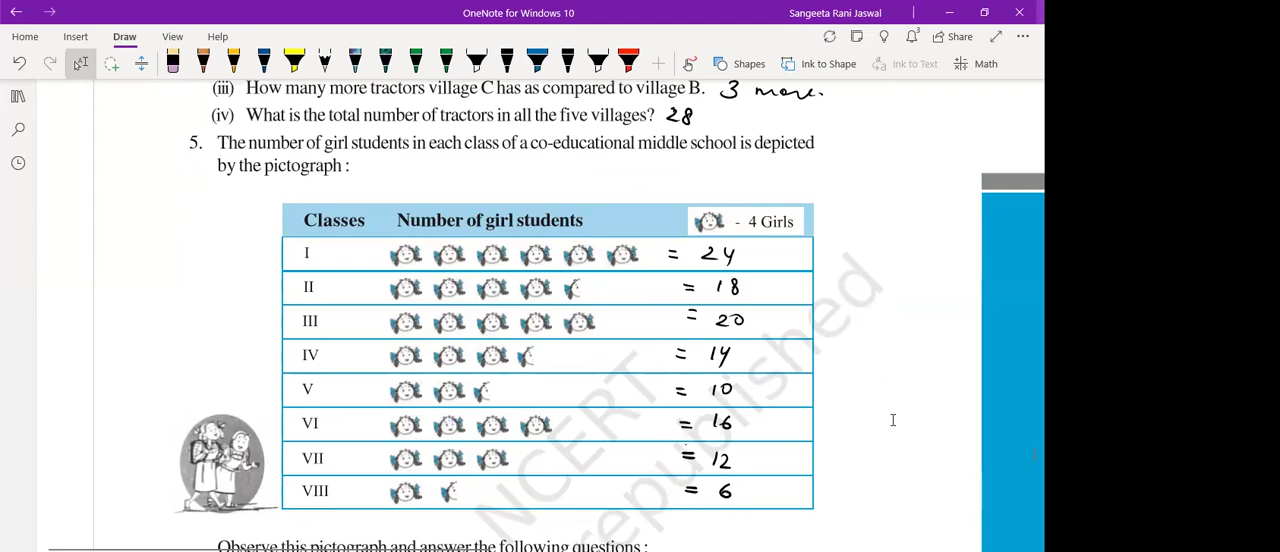 OneNote for Windows 10
Sangeeta Rani Jaswal
Home Insert Draw View Help
Share
Shapes Ink to Shape Ink to Text Math
(iii) How many more tractors village C has as compared to village B. 3 more.
(iv) What is the total number of tractors in all the five villages? 28
5. The number of girl students in each class of a co-educational middle school is depicted
by the pictograph :
Classes Number of girl students - 4 Girls
I = 24
II = 18
III = 20
IV = 14
V = 10
VI = 16
VII = 12
VIII = 6
NCERT
republished
Observe this pictograph and answer the following questions :